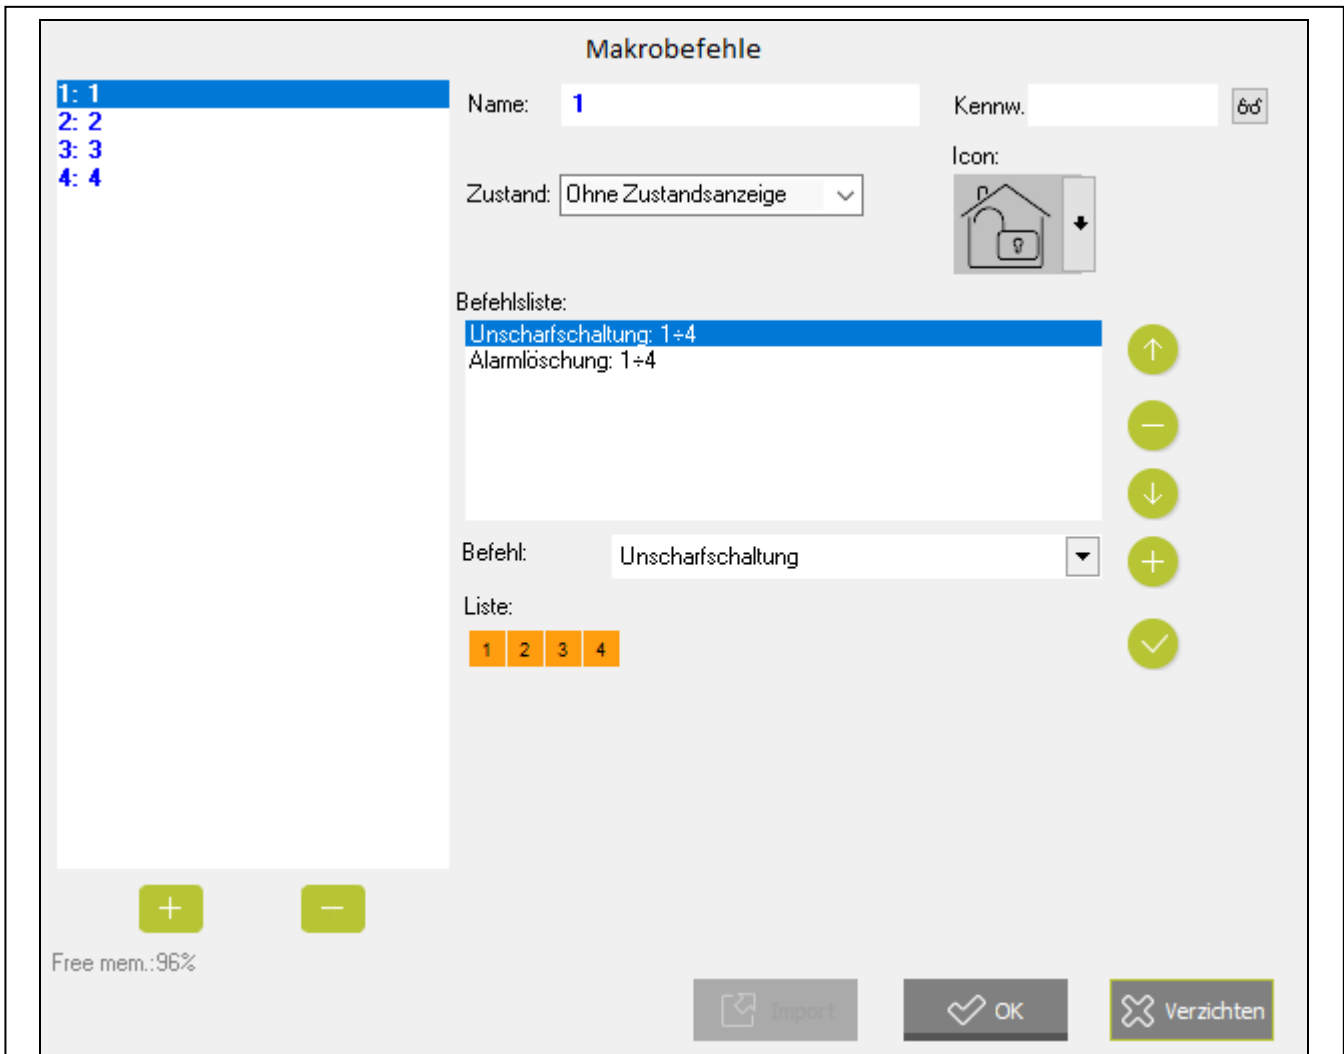 Makrobefehle
1: 1
2: 2
3: 3
4: 4
Name: 1
Kennw.
Icon:
Zustand: Ohne Zustandsanzeige
Befehlsliste:
Unscharfschaltung: 1÷4
Alarmlöschung: 1÷4
Befehl: Unscharfschaltung
Liste:
1 2 3 4
Free mem.:96%
Import
OK
Verzichten